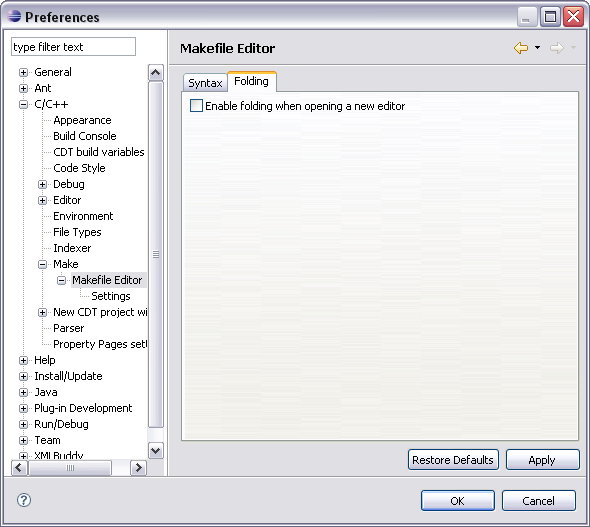 Preferences
type filter text
General
Ant
C/C++
Appearance
Build Console
CDT build variables
Code Style
Debug
Editor
Environment
File Types
Indexer
Make
Makefile Editor
Settings
New CDT project wi
Parser
Property Pages set
Help
Install/Update
Java
Plug-in Development
Run/Debug
Team
XMLBuddy
Makefile Editor
Syntax Folding
Enable folding when opening a new editor
Restore Defaults Apply
? OK Cancel